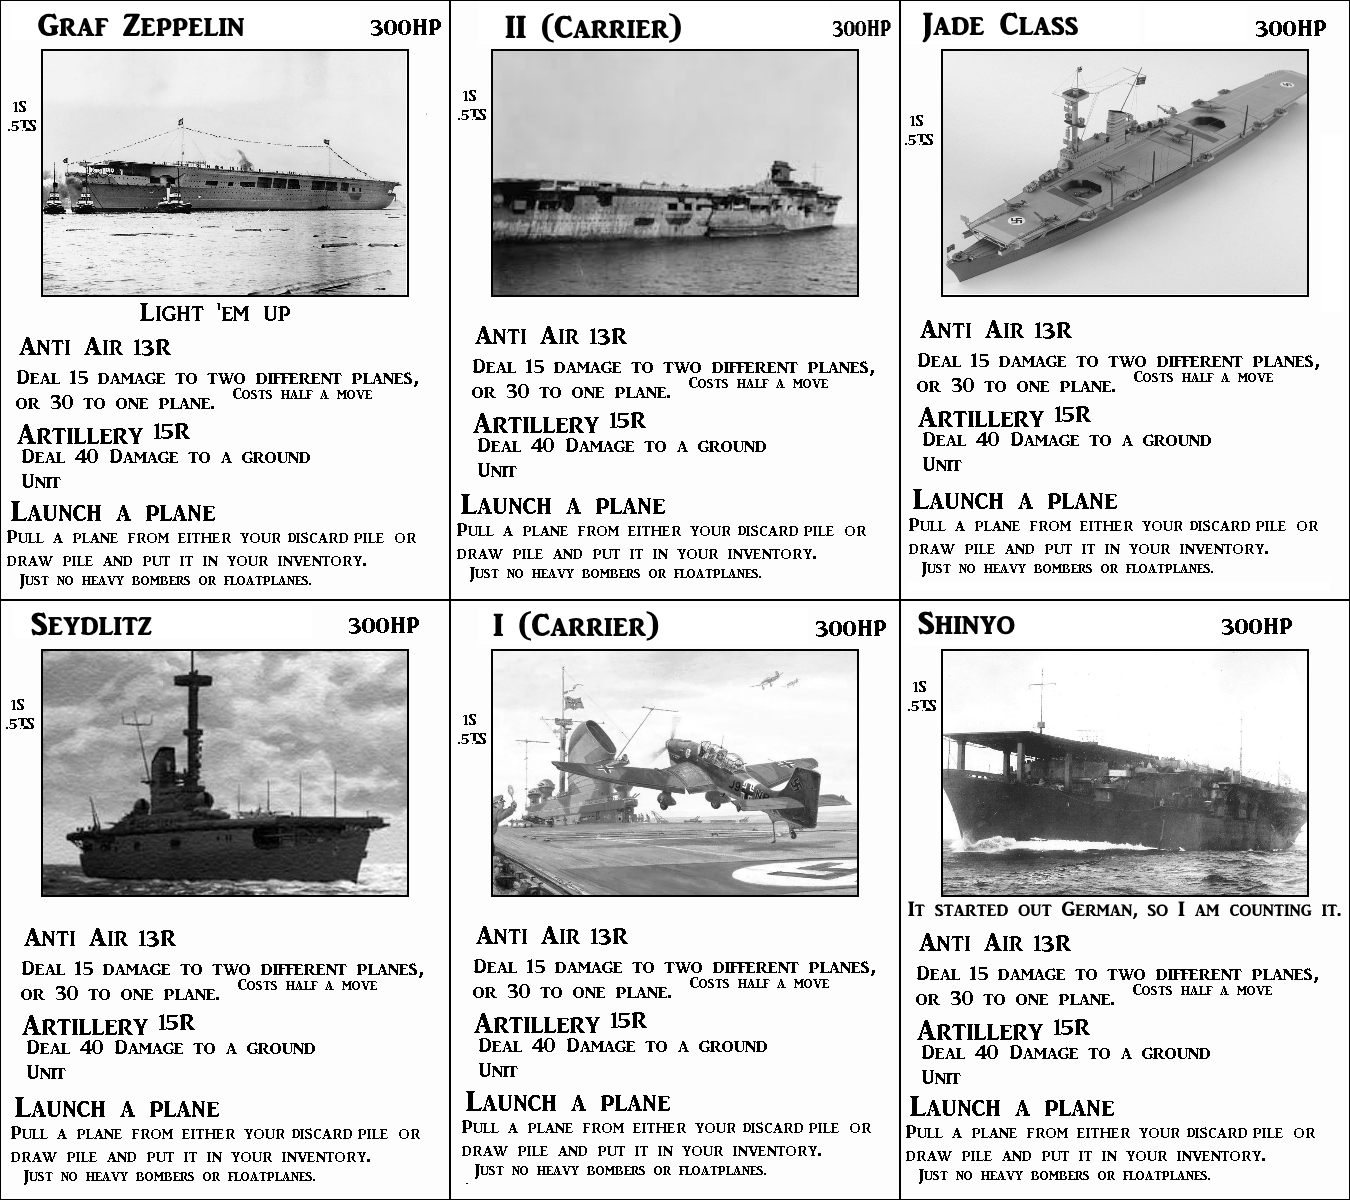 Graf Zeppelin 300HP
1S
.5TS
Light 'em up
Anti Air 13R
Deal 15 damage to two different planes,
or 30 to one plane. Costs half a move
Artillery 15R
Deal 40 Damage to a ground
Unit
Launch a plane
Pull a plane from either your discard pile or
draw pile and put it in your inventory.
Just no heavy bombers or floatplanes.
II (Carrier) 300HP
1S
.5TS
Anti Air 13R
Deal 15 damage to two different planes,
or 30 to one plane. Costs half a move
Artillery 15R
Deal 40 Damage to a ground
Unit
Launch a plane
Pull a plane from either your discard pile or
draw pile and put it in your inventory.
Just no heavy bombers or floatplanes.
Jade Class 300HP
1S
.5TS
Anti Air 13R
Deal 15 damage to two different planes,
or 30 to one plane. Costs half a move
Artillery 15R
Deal 40 Damage to a ground
Unit
Launch a plane
Pull a plane from either your discard pile or
draw pile and put it in your inventory.
Just no heavy bombers or floatplanes.
Seydlitz 300HP
1S
.5TS
Anti Air 13R
Deal 15 damage to two different planes,
or 30 to one plane. Costs half a move
Artillery 15R
Deal 40 Damage to a ground
Unit
Launch a plane
Pull a plane from either your discard pile or
draw pile and put it in your inventory.
Just no heavy bombers or floatplanes.
I (Carrier) 300HP
1S
.5TS
Anti Air 13R
Deal 15 damage to two different planes,
or 30 to one plane. Costs half a move
Artillery 15R
Deal 40 Damage to a ground
Unit
Launch a plane
Pull a plane from either your discard pile or
draw pile and put it in your inventory.
Just no heavy bombers or floatplanes.
Shinyo 300HP
1S
.5TS
It started out German, so I am counting it.
Anti Air 13R
Deal 15 damage to two different planes,
or 30 to one plane. Costs half a move
Artillery 15R
Deal 40 Damage to a ground
Unit
Launch a plane
Pull a plane from either your discard pile or
draw pile and put it in your inventory.
Just no heavy bombers or floatplanes.